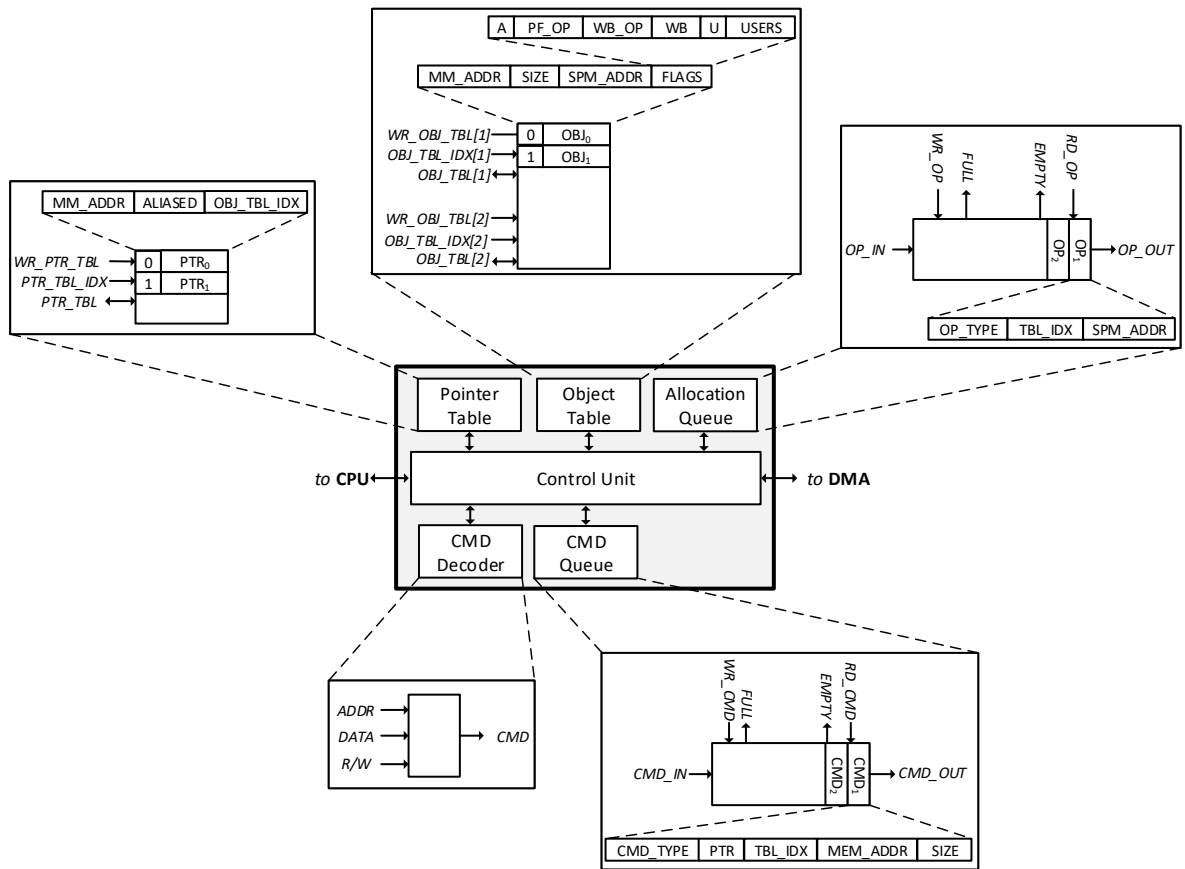 A PF_OP WB_OP WB U USERS
MM_ADDR SIZE SPM_ADDR FLAGS
WR_OBJ_TBL[1] 0 OBJ₀
OBJ_TBL_IDX[1] 1 OBJ₁
OBJ_TBL[1]
WR_OBJ_TBL[2]
OBJ_TBL_IDX[2]
OBJ_TBL[2]
MM_ADDR ALIASED OBJ_TBL_IDX
WR_PTR_TBL 0 PTR₀
PTR_TBL_IDX 1 PTR₁
PTR_TBL
WR_OP FULL EMPTY RD_OP
OP_IN OP₂ OP₁ OP_OUT
OP_TYPE TBL_IDX SPM_ADDR
Pointer
Table
Object
Table
Allocation
Queue
to CPU Control Unit to DMA
CMD
Decoder
CMD
Queue
ADDR
DATA CMD
R/W
WR_CMD FULL EMPTY RD_CMD
CMD_IN CMD₂ CMD₁ CMD_OUT
CMD_TYPE PTR TBL_IDX MEM_ADDR SIZE